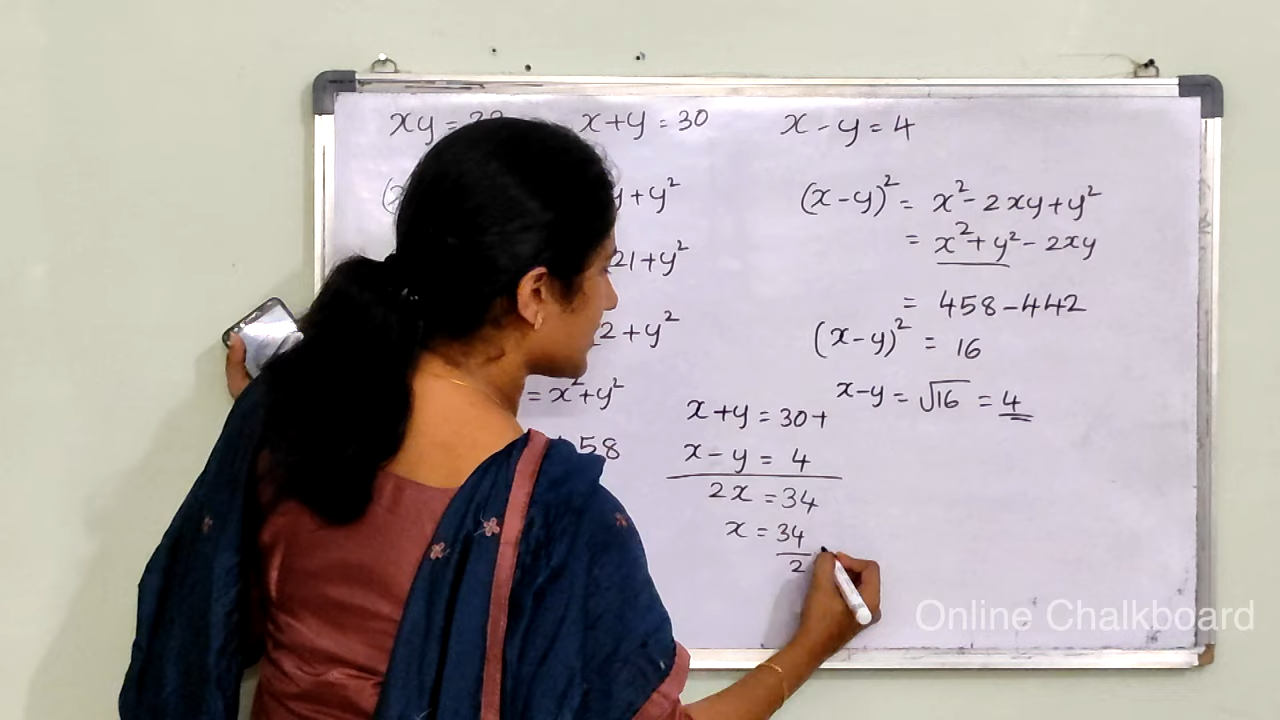 xy = x+y = 30 x - y = 4
y + y²
21 + y²
2 + y²
= x² + y²
58
(x-y)² = x² - 2xy + y²
= x² + y² - 2xy
= 458 - 442
(x-y)² = 16
x-y = √16 = 4
x+y = 30 +
x - y = 4
2x = 34
x = 34
2
Online Chalkboard